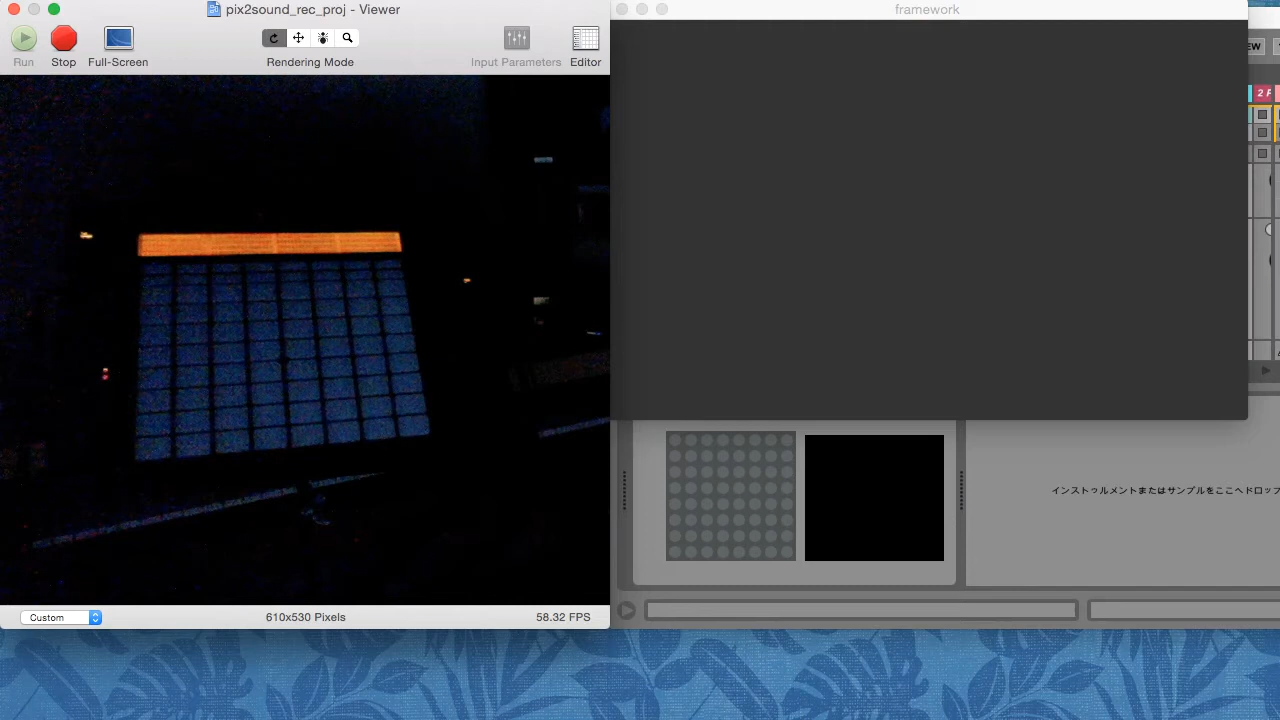 pix2sound_rec_proj - Viewer
framework
Run
Stop
Full-Screen
Rendering Mode
Input Parameters
Editor
EW
2 F
インストゥルメントまたはサンプルをここへドロップ
Custom
610x530 Pixels
58.32 FPS